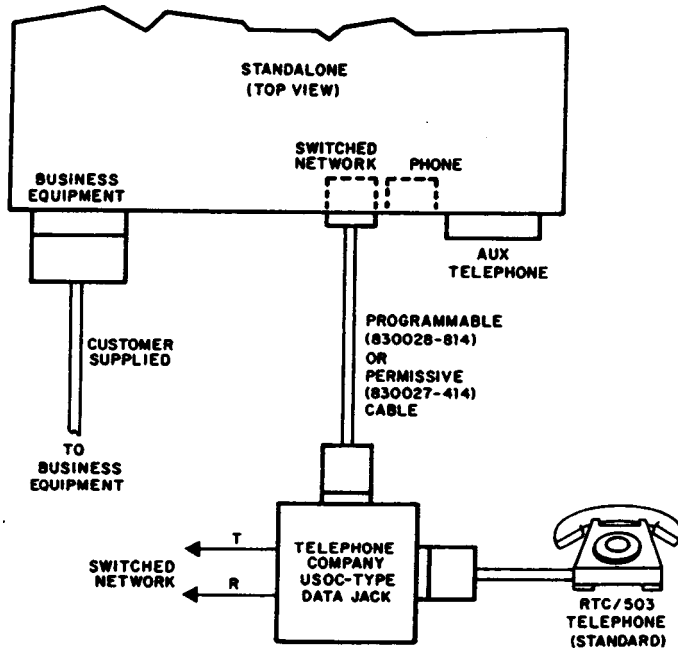 STANDALONE
(TOP VIEW)
SWITCHED
NETWORK
PHONE
BUSINESS
EQUIPMENT
AUX
TELEPHONE
CUSTOMER
SUPPLIED
PROGRAMMABLE
(830028-814)
OR
PERMISSIVE
(830027-414)
CABLE
TO
BUSINESS
EQUIPMENT
T
SWITCHED
NETWORK
R
TELEPHONE
COMPANY
USOC-TYPE
DATA JACK
RTC/503
TELEPHONE
(STANDARD)